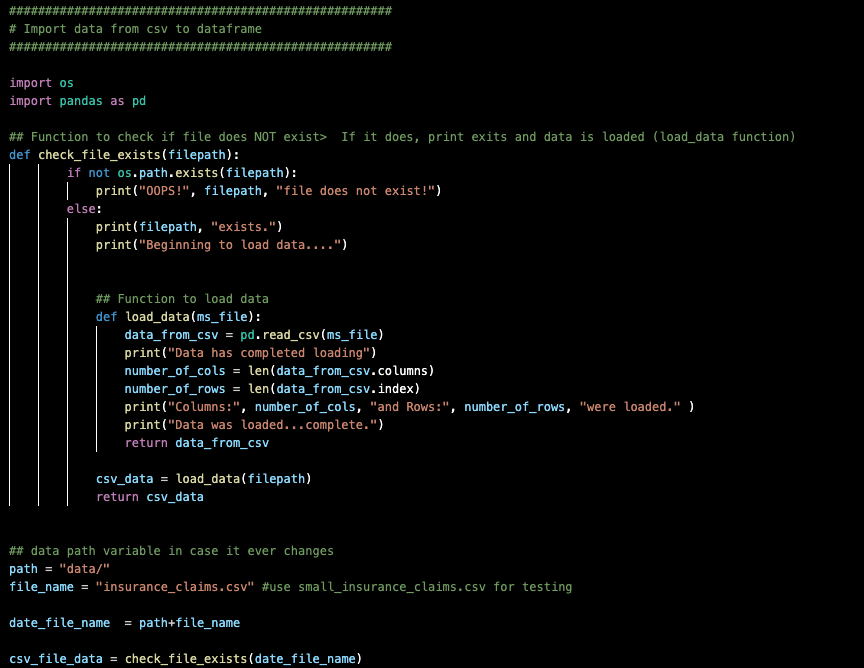 #####################################################
# Import data from csv to dataframe
#####################################################
import os
import pandas as pd
## Function to check if file does NOT exist>  If it does, print exits and data is loaded (load_data function)
def check_file_exists(filepath):
        if not os.path.exists(filepath):
            print("OOPS!", filepath, "file does not exist!")
        else:
            print(filepath, "exists.")
            print("Beginning to load data....")
            ## Function to load data
            def load_data(ms_file):
                data_from_csv = pd.read_csv(ms_file)
                print("Data has completed loading")
                number_of_cols = len(data_from_csv.columns)
                number_of_rows = len(data_from_csv.index)
                print("Columns:", number_of_cols, "and Rows:", number_of_rows, "were loaded." )
                print("Data was loaded...complete.")
                return data_from_csv
            csv_data = load_data(filepath)
            return csv_data
## data path variable in case it ever changes
path = "data/"
file_name = "insurance_claims.csv" #use small_insurance_claims.csv for testing
date_file_name  = path+file_name
csv_file_data = check_file_exists(date_file_name)